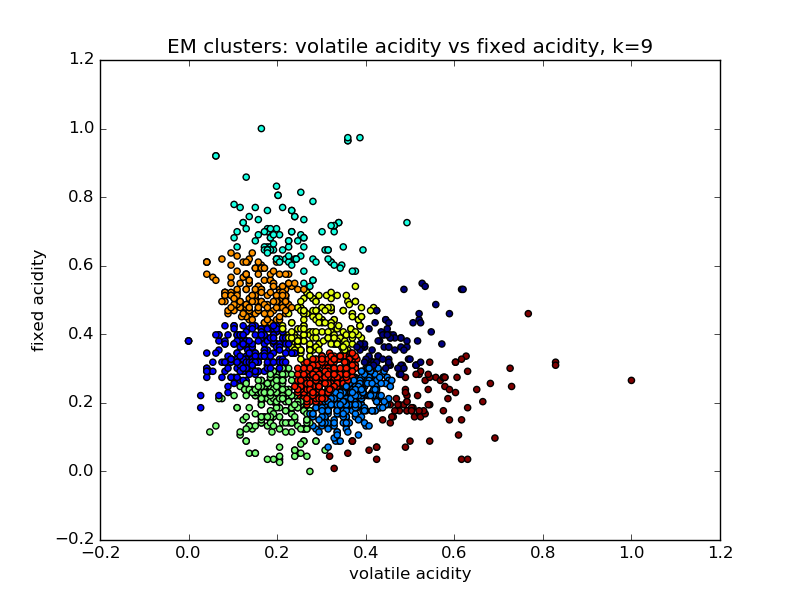 EM clusters: volatile acidity vs fixed acidity, k=9
1.2
1.0
0.8
0.6
0.4
0.2
0.0
−0.2
fixed acidity
−0.2 0.0 0.2 0.4 0.6 0.8 1.0 1.2
volatile acidity